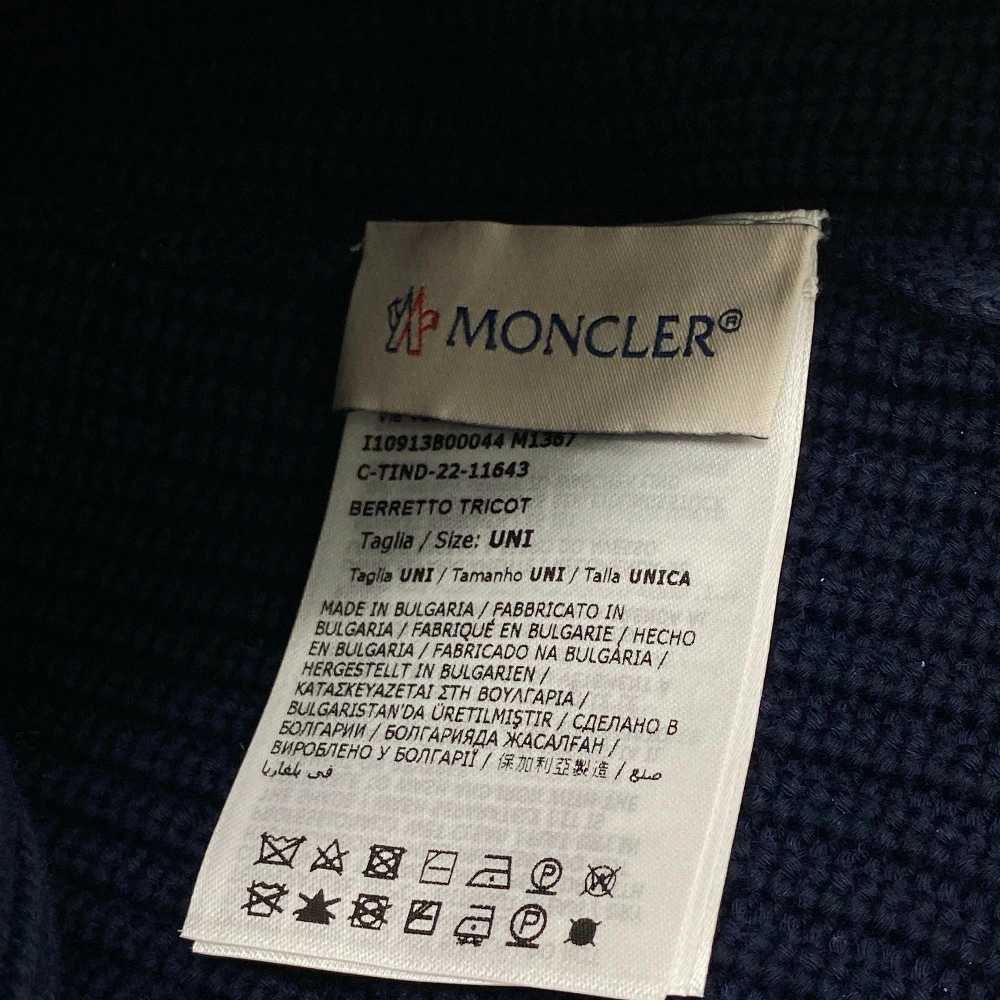 MONCLER®
I10913B00044 M1367
C-TIND-22-11643
BERRETTO TRICOT
Taglia / Size: UNI
Taglia UNI / Tamanho UNI / Talla UNICA
MADE IN BULGARIA / FABBRICATO IN
BULGARIA / FABRIQUÉ EN BULGARIE / HECHO
EN BULGARIA / FABRICADO NA BULGÁRIA /
HERGESTELLT IN BULGARIEN /
ΚΑΤΑΣΚΕΥΑΖΕΤΑΙ ΣΤΗ ΒΟΥΛΓΑΡΙΑ /
BULGARISTAN'DA ÜRETILMIŞTIR / СДЕЛАНО В
БОЛГАРИИ / БОЛГАРИЯДА ЖАСАЛҒАН /
ВИРОБЛЕНО У БОЛГАРІЇ / 保加利亞製造 / صنع
في بلغاريا